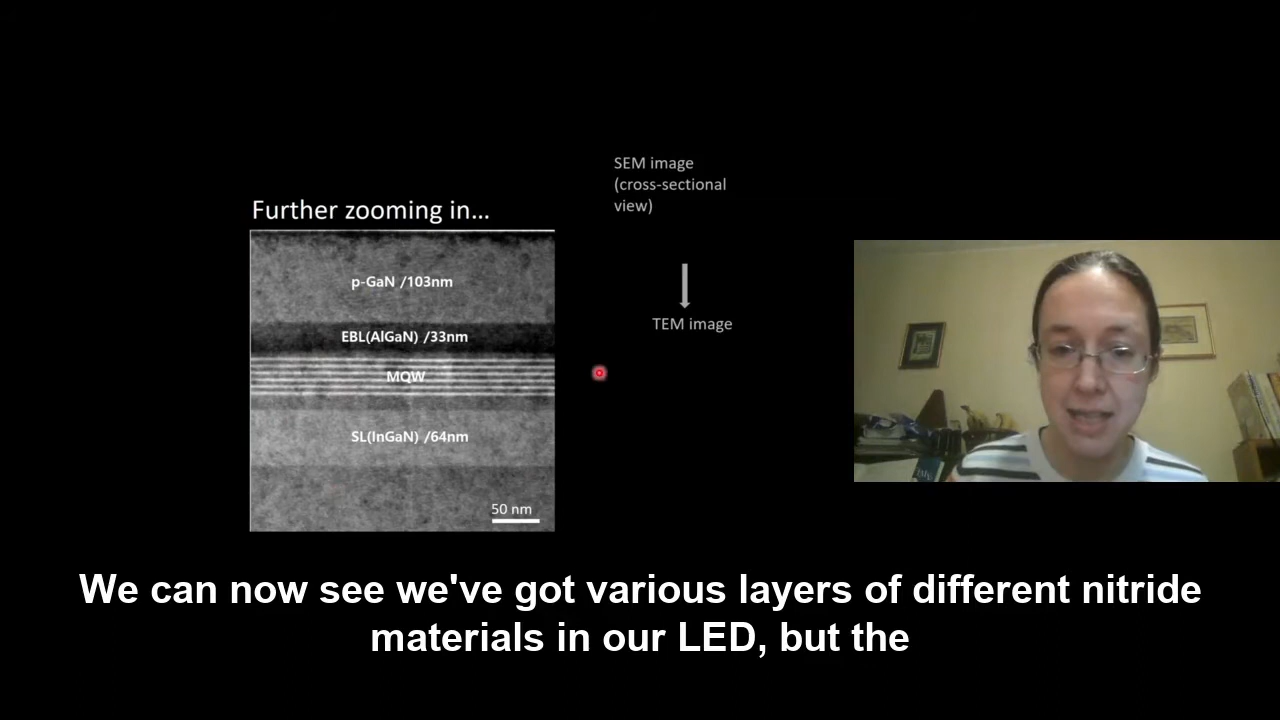 SEM image
(cross-sectional
view)
Further zooming in...
p-GaN /103nm
EBL(AlGaN) /33nm
TEM image
MQW
SL(InGaN) /64nm
50 nm
We can now see we've got various layers of different nitride
materials in our LED, but the